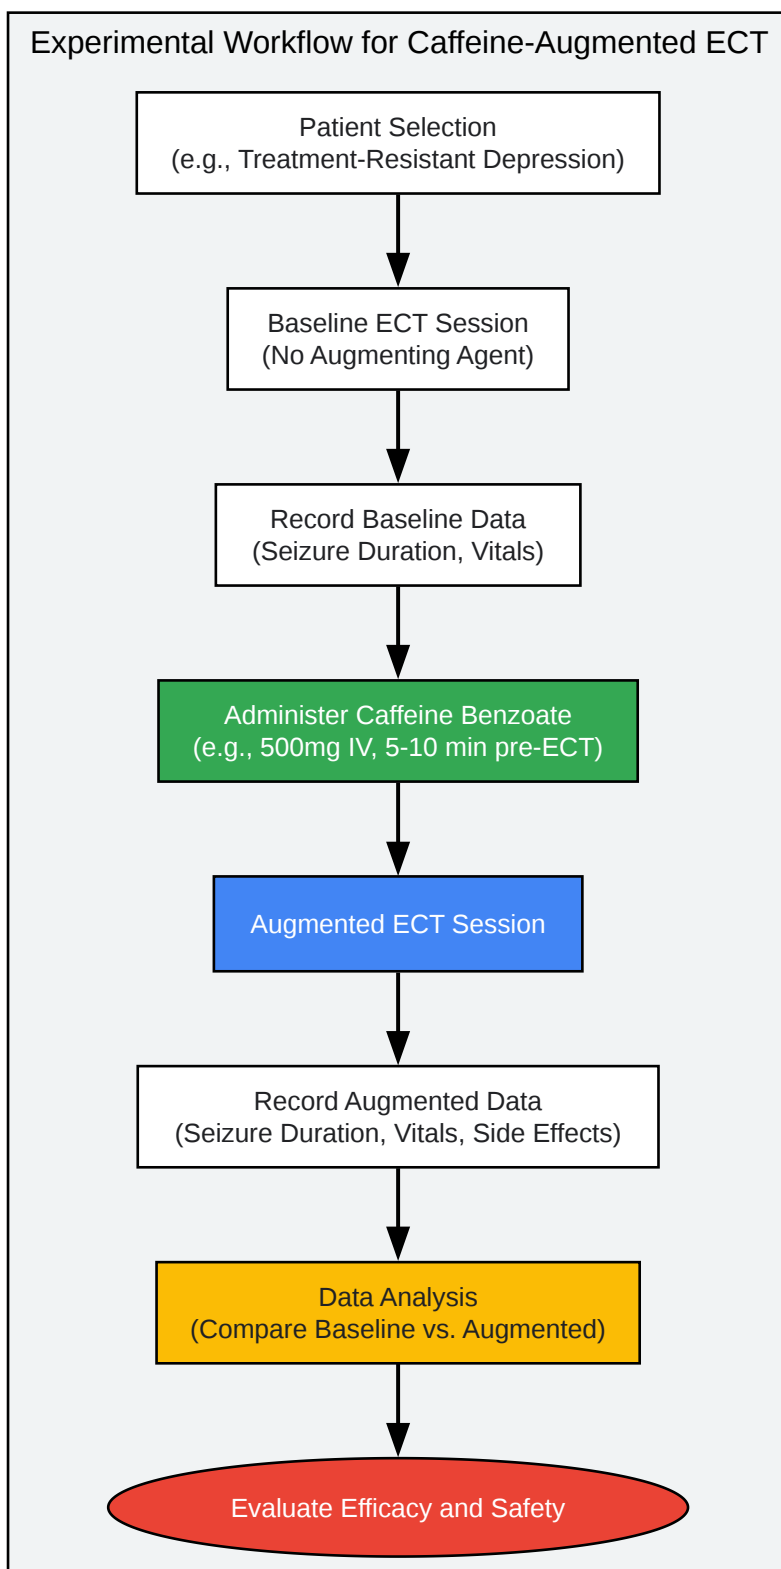 Experimental Workflow for Caffeine-Augmented ECT
Patient Selection
(e.g., Treatment-Resistant Depression)
Baseline ECT Session
(No Augmenting Agent)
Record Baseline Data
(Seizure Duration, Vitals)
Administer Caffeine Benzoate
(e.g., 500mg IV, 5-10 min pre-ECT)
Augmented ECT Session
Record Augmented Data
(Seizure Duration, Vitals, Side Effects)
Data Analysis
(Compare Baseline vs. Augmented)
Evaluate Efficacy and Safety